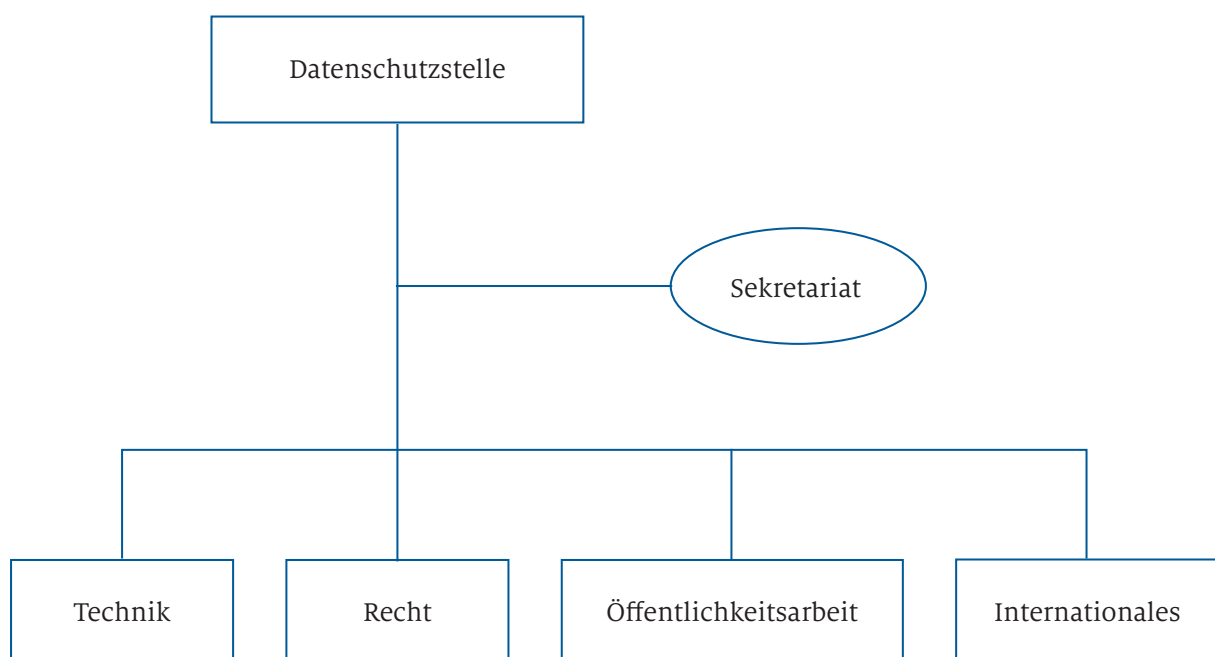 Datenschutzstelle
Sekretariat
Technik
Recht
Öffentlichkeitsarbeit
Internationales